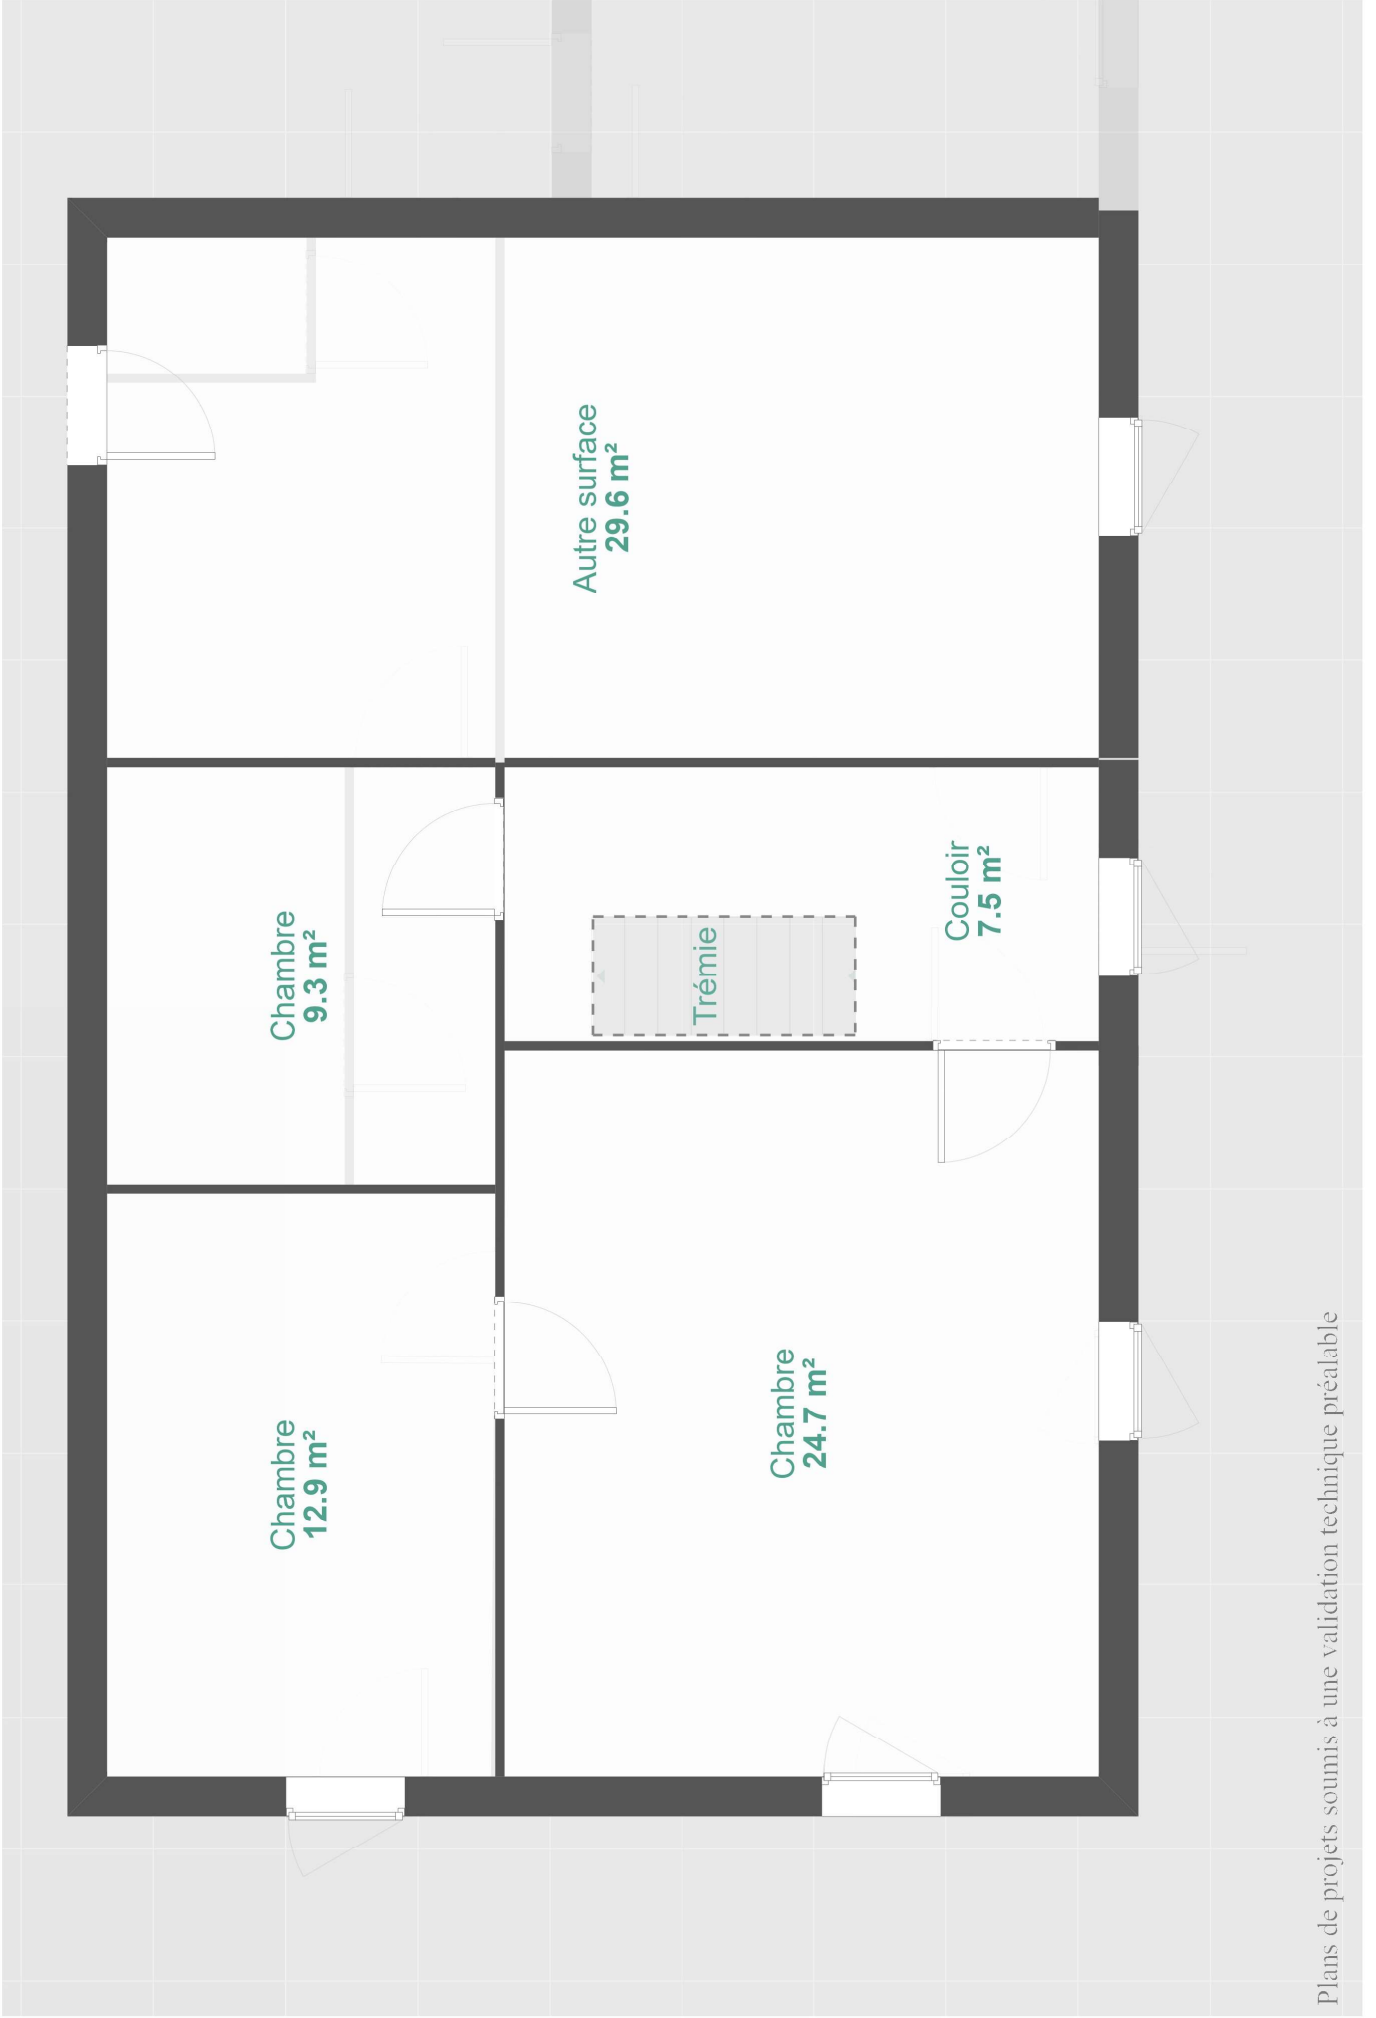 Chambre
12.9 m²
Chambre
9.3 m²
Autre surface
29.6 m²
Trémie
Chambre
24.7 m²
Couloir
7.5 m²
Plans de projets soumis à une validation technique préalable